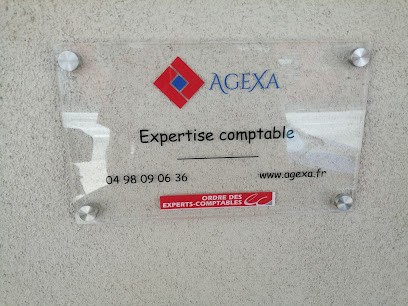 AGEXA
Expertise comptable
04 98 09 06 36 www.agexa.fr
ORDRE DES
EXPERTS-COMPTABLES